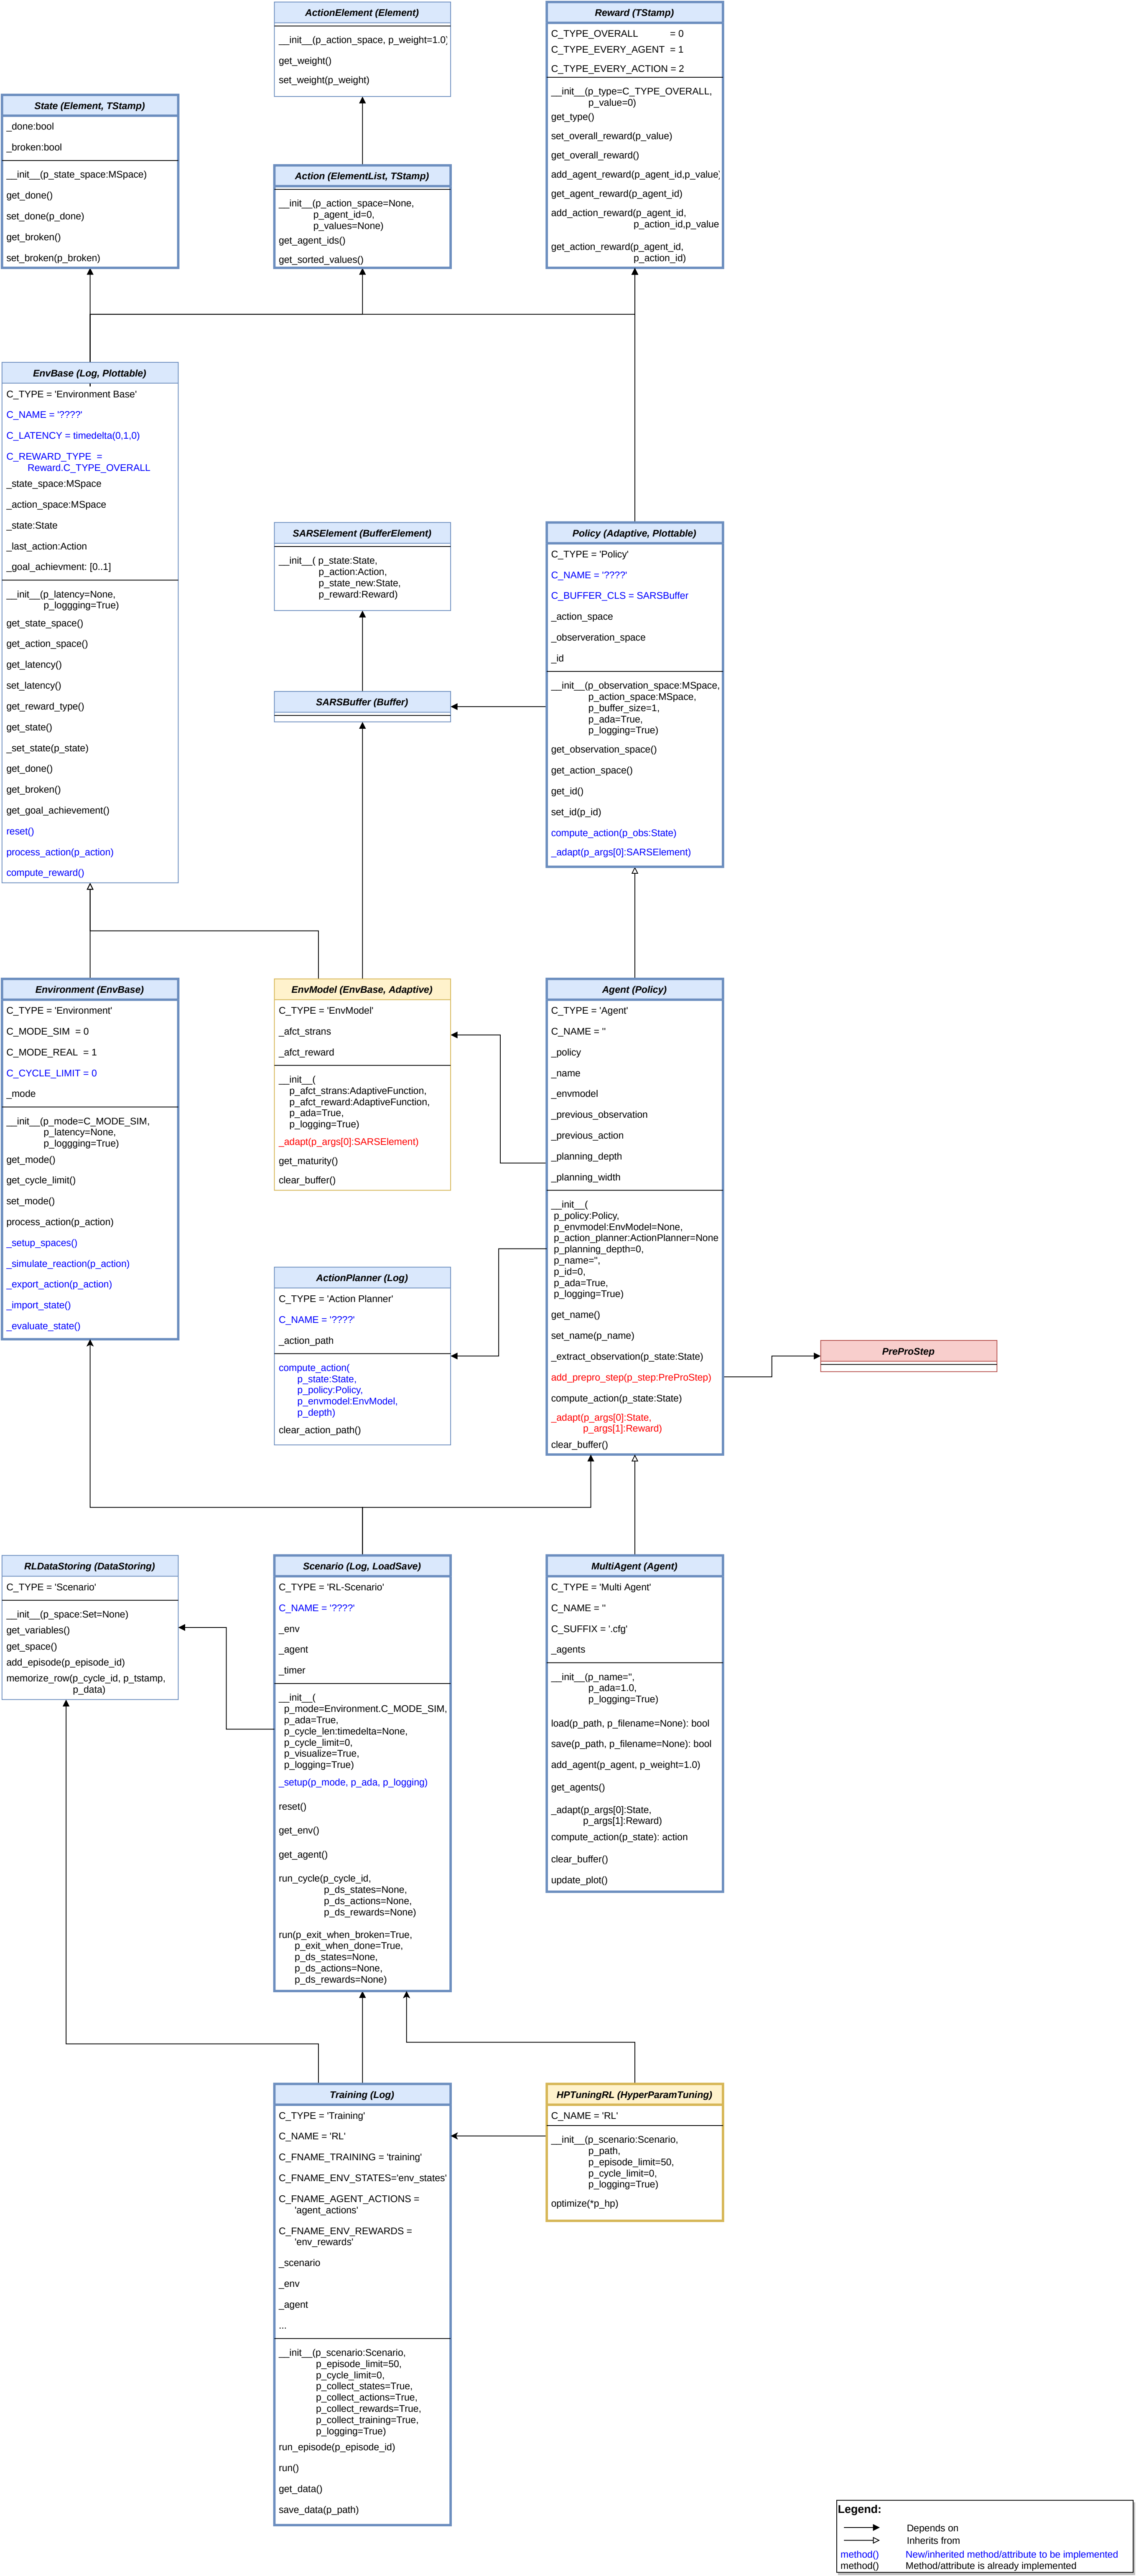 ActionElement (Element)
__init__(p_action_space, p_weight=1.0)
get_weight()
set_weight(p_weight)
Reward (TStamp)
C_TYPE_OVERALL = 0
C_TYPE_EVERY_AGENT = 1
C_TYPE_EVERY_ACTION = 2
__init__(p_type=C_TYPE_OVERALL,
p_value=0)
get_type()
set_overall_reward(p_value)
get_overall_reward()
add_agent_reward(p_agent_id,p_value)
get_agent_reward(p_agent_id)
add_action_reward(p_agent_id,
p_action_id,p_value
get_action_reward(p_agent_id,
p_action_id)
State (Element, TStamp)
_done:bool
_broken:bool
__init__(p_state_space:MSpace)
get_done()
set_done(p_done)
get_broken()
set_broken(p_broken)
Action (ElementList, TStamp)
__init__(p_action_space=None,
p_agent_id=0,
p_values=None)
get_agent_ids()
get_sorted_values()
EnvBase (Log, Plottable)
C_TYPE = 'Environment Base'
C_NAME = '????'
C_LATENCY = timedelta(0,1,0)
C_REWARD_TYPE =
Reward.C_TYPE_OVERALL
_state_space:MSpace
_action_space:MSpace
_state:State
_last_action:Action
_goal_achievment: [0..1]
__init__(p_latency=None,
p_loggging=True)
get_state_space()
get_action_space()
get_latency()
set_latency()
get_reward_type()
get_state()
_set_state(p_state)
get_done()
get_broken()
get_goal_achievement()
reset()
process_action(p_action)
compute_reward()
SARSElement (BufferElement)
__init__( p_state:State,
p_action:Action,
p_state_new:State,
p_reward:Reward)
SARSBuffer (Buffer)
Policy (Adaptive, Plottable)
C_TYPE = 'Policy'
C_NAME = '????'
C_BUFFER_CLS = SARSBuffer
_action_space
_obseveration_space
_id
__init__(p_observation_space:MSpace,
p_action_space:MSpace,
p_buffer_size=1,
p_ada=True,
p_logging=True)
get_observation_space()
get_action_space()
get_id()
set_id(p_id)
compute_action(p_obs:State)
_adapt(p_args[0]:SARSElement)
Environment (EnvBase)
C_TYPE = 'Environment'
C_MODE_SIM = 0
C_MODE_REAL = 1
C_CYCLE_LIMIT = 0
_mode
__init__(p_mode=C_MODE_SIM,
p_latency=None,
p_loggging=True)
get_mode()
get_cycle_limit()
set_mode()
process_action(p_action)
_setup_spaces()
_simulate_reaction(p_action)
_export_action(p_action)
_import_state()
_evaluate_state()
EnvModel (EnvBase, Adaptive)
C_TYPE = 'EnvModel'
_afct_strans
_afct_reward
__init__(
p_afct_strans:AdaptiveFunction,
p_afct_reward:AdaptiveFunction,
p_ada=True,
p_logging=True)
_adapt(p_args[0]:SARSElement)
get_maturity()
clear_buffer()
Agent (Policy)
C_TYPE = 'Agent'
C_NAME = ''
_policy
_name
_envmodel
_previous_observation
_previous_action
_planning_depth
_planning_width
__init__(
p_policy:Policy,
p_envmodel:EnvModel=None,
p_action_planner:ActionPlanner=None
p_planning_depth=0,
p_name='',
p_id=0,
p_ada=True,
p_logging=True)
get_name()
set_name(p_name)
_extract_observation(p_state:State)
add_prepro_step(p_step:PreProStep)
compute_action(p_state:State)
_adapt(p_args[0]:State,
p_args[1]:Reward)
clear_buffer()
ActionPlanner (Log)
C_TYPE = 'Action Planner'
C_NAME = '????'
_action_path
compute_action(
p_state:State,
p_policy:Policy,
p_envmodel:EnvModel,
p_depth)
clear_action_path()
PreProStep
RLDataStoring (DataStoring)
C_TYPE = 'Scenario'
__init__(p_space:Set=None)
get_variables()
get_space()
add_episode(p_episode_id)
memorize_row(p_cycle_id, p_tstamp,
p_data)
Scenario (Log, LoadSave)
C_TYPE = 'RL-Scenario'
C_NAME = '????'
_env
_agent
_timer
__init__(
p_mode=Environment.C_MODE_SIM,
p_ada=True,
p_cycle_len:timedelta=None,
p_cycle_limit=0,
p_visualize=True,
p_logging=True)
_setup(p_mode, p_ada, p_logging)
reset()
get_env()
get_agent()
run_cycle(p_cycle_id,
p_ds_states=None,
p_ds_actions=None,
p_ds_rewards=None)
run(p_exit_when_broken=True,
p_exit_when_done=True,
p_ds_states=None,
p_ds_actions=None,
p_ds_rewards=None)
MultiAgent (Agent)
C_TYPE = 'Multi Agent'
C_NAME = ''
C_SUFFIX = '.cfg'
_agents
__init__(p_name='',
p_ada=1.0,
p_logging=True)
load(p_path, p_filename=None): bool
save(p_path, p_filename=None): bool
add_agent(p_agent, p_weight=1.0)
get_agents()
_adapt(p_args[0]:State,
p_args[1]:Reward)
compute_action(p_state): action
clear_buffer()
update_plot()
Training (Log)
C_TYPE = 'Training'
C_NAME = 'RL'
C_FNAME_TRAINING = 'training'
C_FNAME_ENV_STATES='env_states'
C_FNAME_AGENT_ACTIONS =
'agent_actions'
C_FNAME_ENV_REWARDS =
'env_rewards'
_scenario
_env
_agent
...
__init__(p_scenario:Scenario,
p_episode_limit=50,
p_cycle_limit=0,
p_collect_states=True,
p_collect_actions=True,
p_collect_rewards=True,
p_collect_training=True,
p_logging=True)
run_episode(p_episode_id)
run()
get_data()
save_data(p_path)
HPTuningRL (HyperParamTuning)
C_NAME = 'RL'
__init__(p_scenario:Scenario,
p_path,
p_episode_limit=50,
p_cycle_limit=0,
p_logging=True)
optimize(*p_hp)
Legend:
Depends on
Inherits from
method() New/inherited method/attribute to be implemented
method() Method/attribute is already implemented